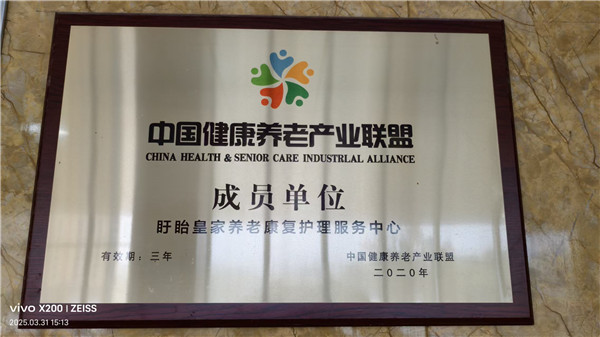 中国健康养老产业联盟
CHINA HEALTH & SENIOR CARE INDUSTRLAL ALLIANCE
成员单位
盱眙皇家养老康复护理服务中心
有效期：三年
中国健康养老产业联盟
二〇二〇年
vivo X200 | ZEISS
2025.03.31 15:13